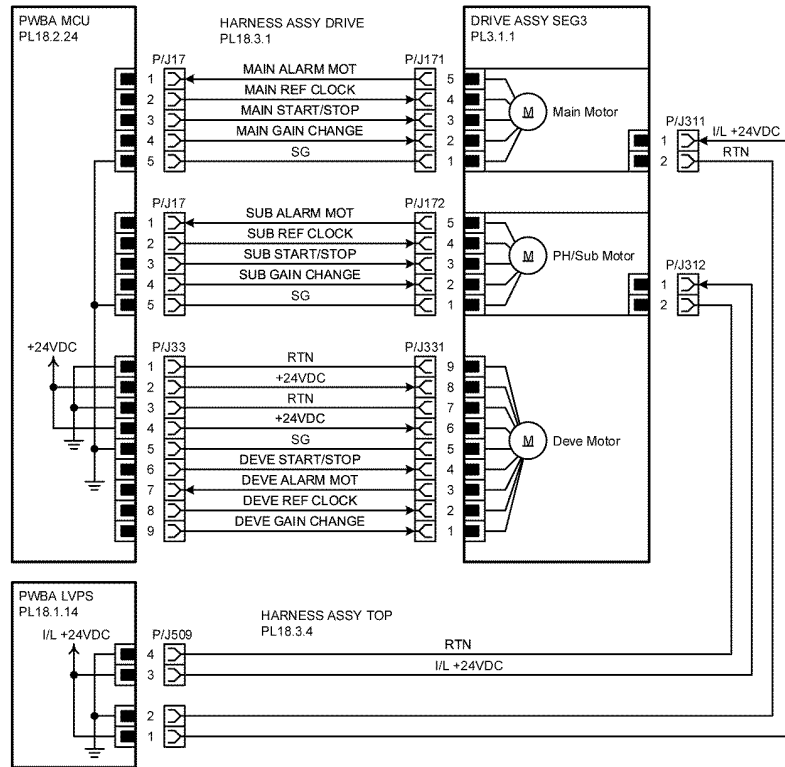 PWBA MCU
PL18.2.24
HARNESS ASSY DRIVE
PL18.3.1
DRIVE ASSY SEG3
PL3.1.1
P/J17
P/J171
1 MAIN ALARM MOT 5
2 MAIN REF CLOCK 4
3 MAIN START/STOP 3
4 MAIN GAIN CHANGE 2
5 SG 1
M Main Motor
P/J311
1 I/L +24VDC
2 RTN
P/J17
P/J172
1 SUB ALARM MOT 5
2 SUB REF CLOCK 4
3 SUB START/STOP 3
4 SUB GAIN CHANGE 2
5 SG 1
M PH/Sub Motor
P/J312
1
2
+24VDC
P/J33
P/J331
1 RTN 9
2 +24VDC 8
3 RTN 7
4 +24VDC 6
5 SG 5
6 DEVE START/STOP 4
7 DEVE ALARM MOT 3
8 DEVE REF CLOCK 2
9 DEVE GAIN CHANGE 1
M Deve Motor
PWBA LVPS
PL18.1.14
HARNESS ASSY TOP
PL18.3.4
I/L +24VDC
P/J509
4 RTN
3 I/L +24VDC
2
1